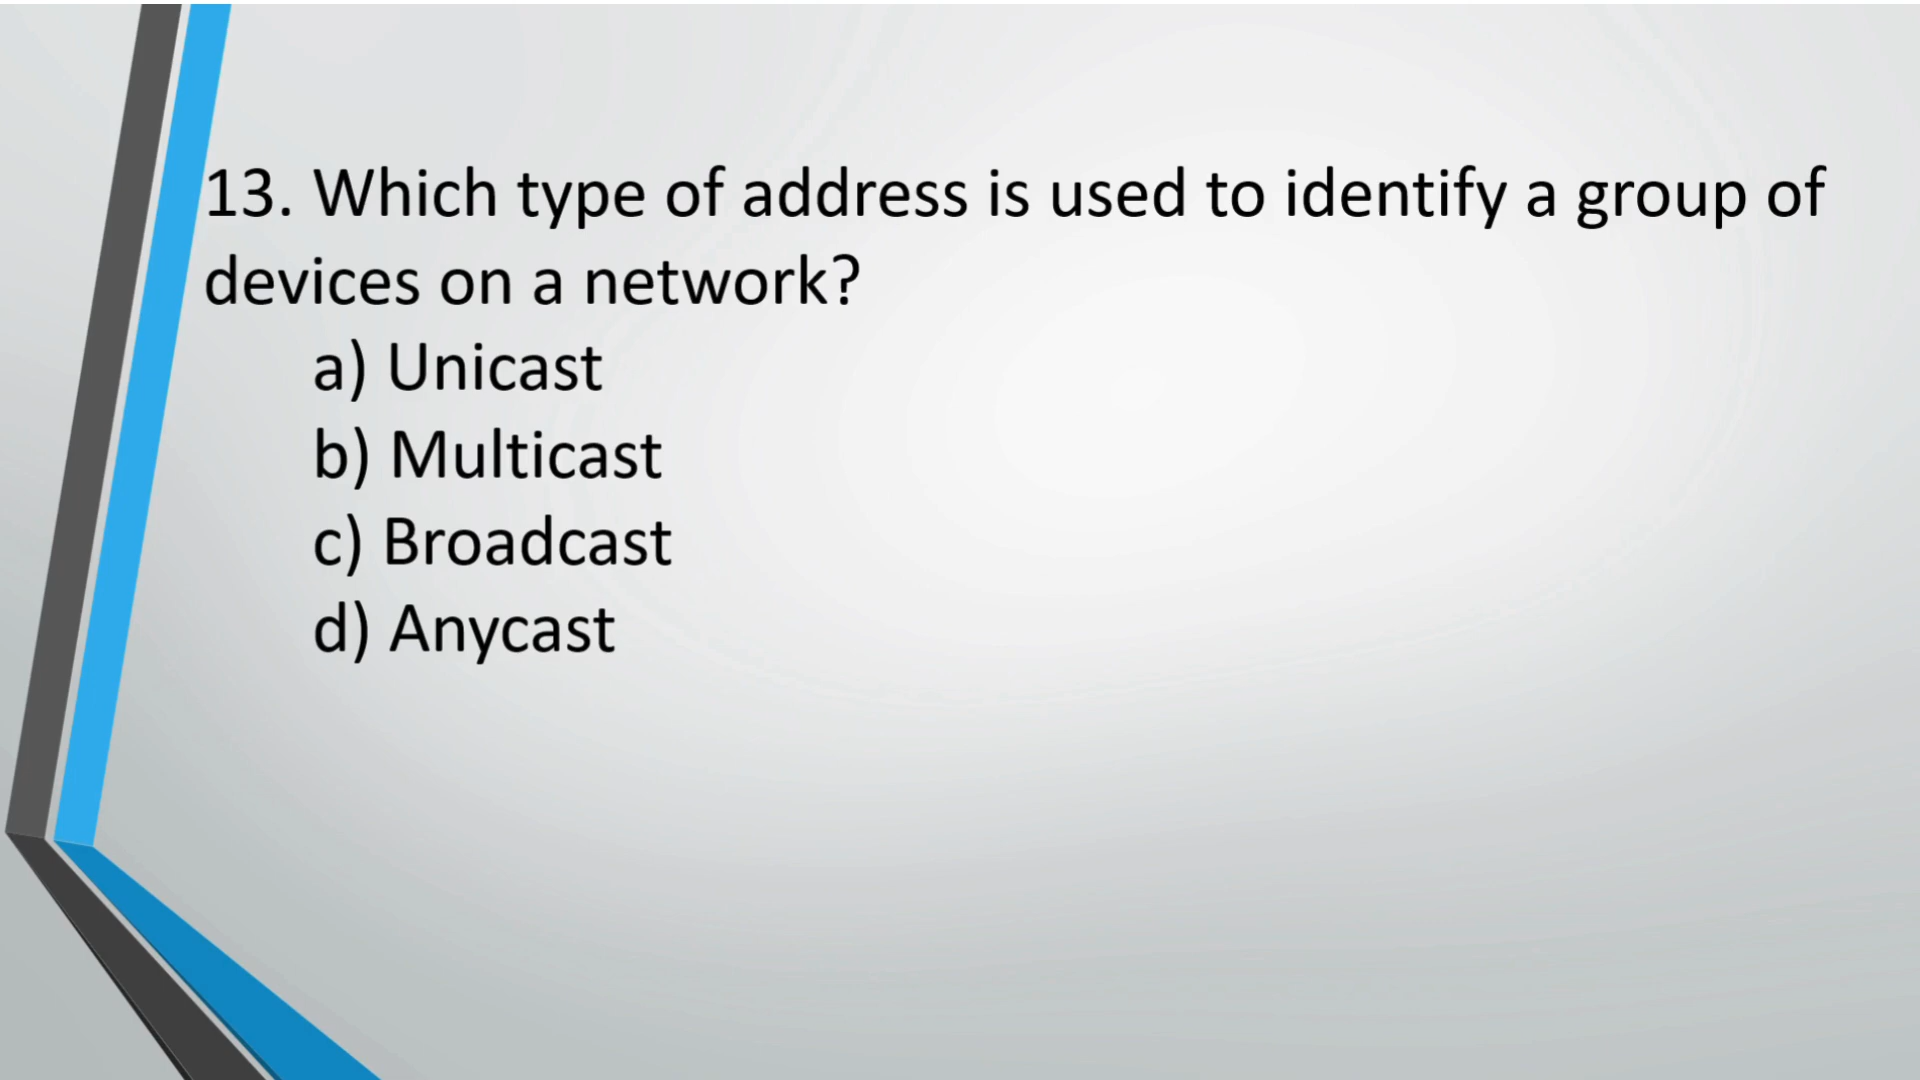 13. Which type of address is used to identify a group of
devices on a network?
a) Unicast
b) Multicast
c) Broadcast
d) Anycast